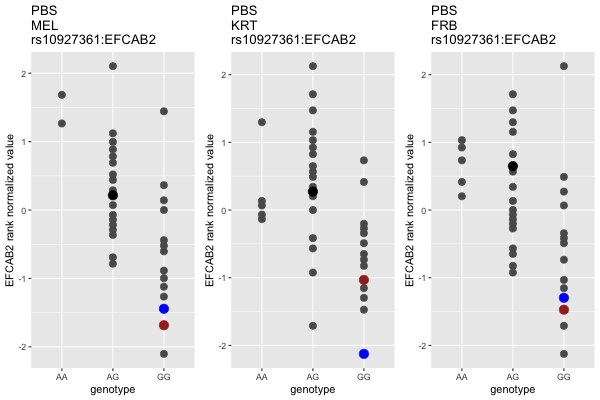 PBS
MEL
rs10927361:EFCAB2
EFCAB2 rank normalized value
2
1
0
-1
-2
AA AG GG
genotype
PBS
KRT
rs10927361:EFCAB2
EFCAB2 rank normalized value
2
1
0
-1
-2
AA AG GG
genotype
PBS
FRB
rs10927361:EFCAB2
EFCAB2 rank normalized value
2
1
0
-1
-2
AA AG GG
genotype